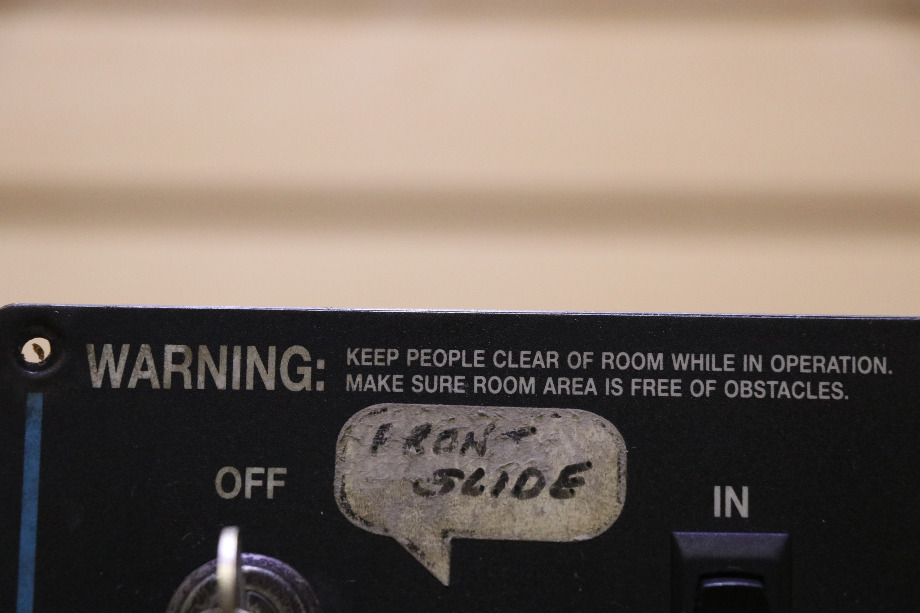 WARNING: KEEP PEOPLE CLEAR OF ROOM WHILE IN OPERATION.
MAKE SURE ROOM AREA IS FREE OF OBSTACLES.
FRONT
SLIDE
OFF
IN